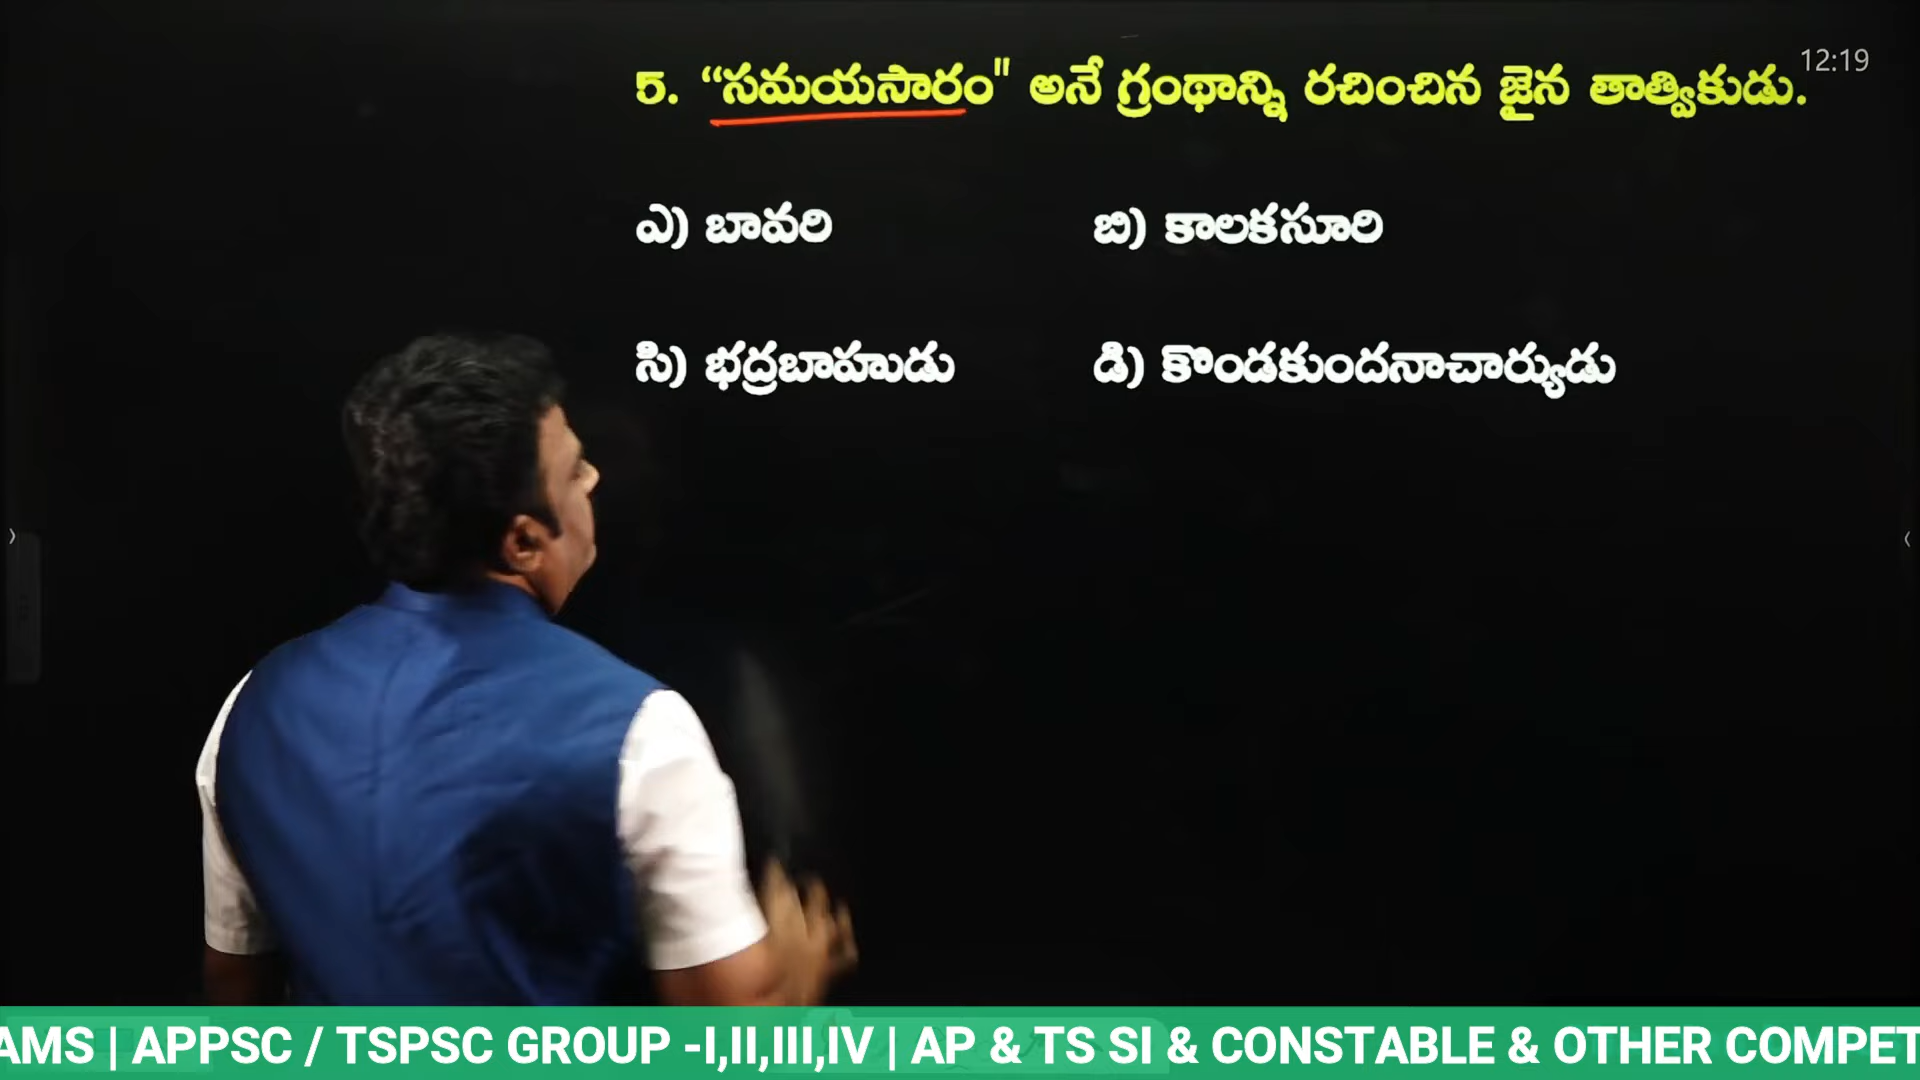 12:19
5. “సమయసారం" అనే గ్రంథాన్ని రచించిన జైన తాత్వికుడు.
ఎ) బావరి బి) కాలకసూరి
సి) భద్రబాహుడు డి) కొండకుందనాచార్యుడు
AMS | APPSC / TSPSC GROUP -I,II,III,IV | AP & TS SI & CONSTABLE & OTHER COMPET